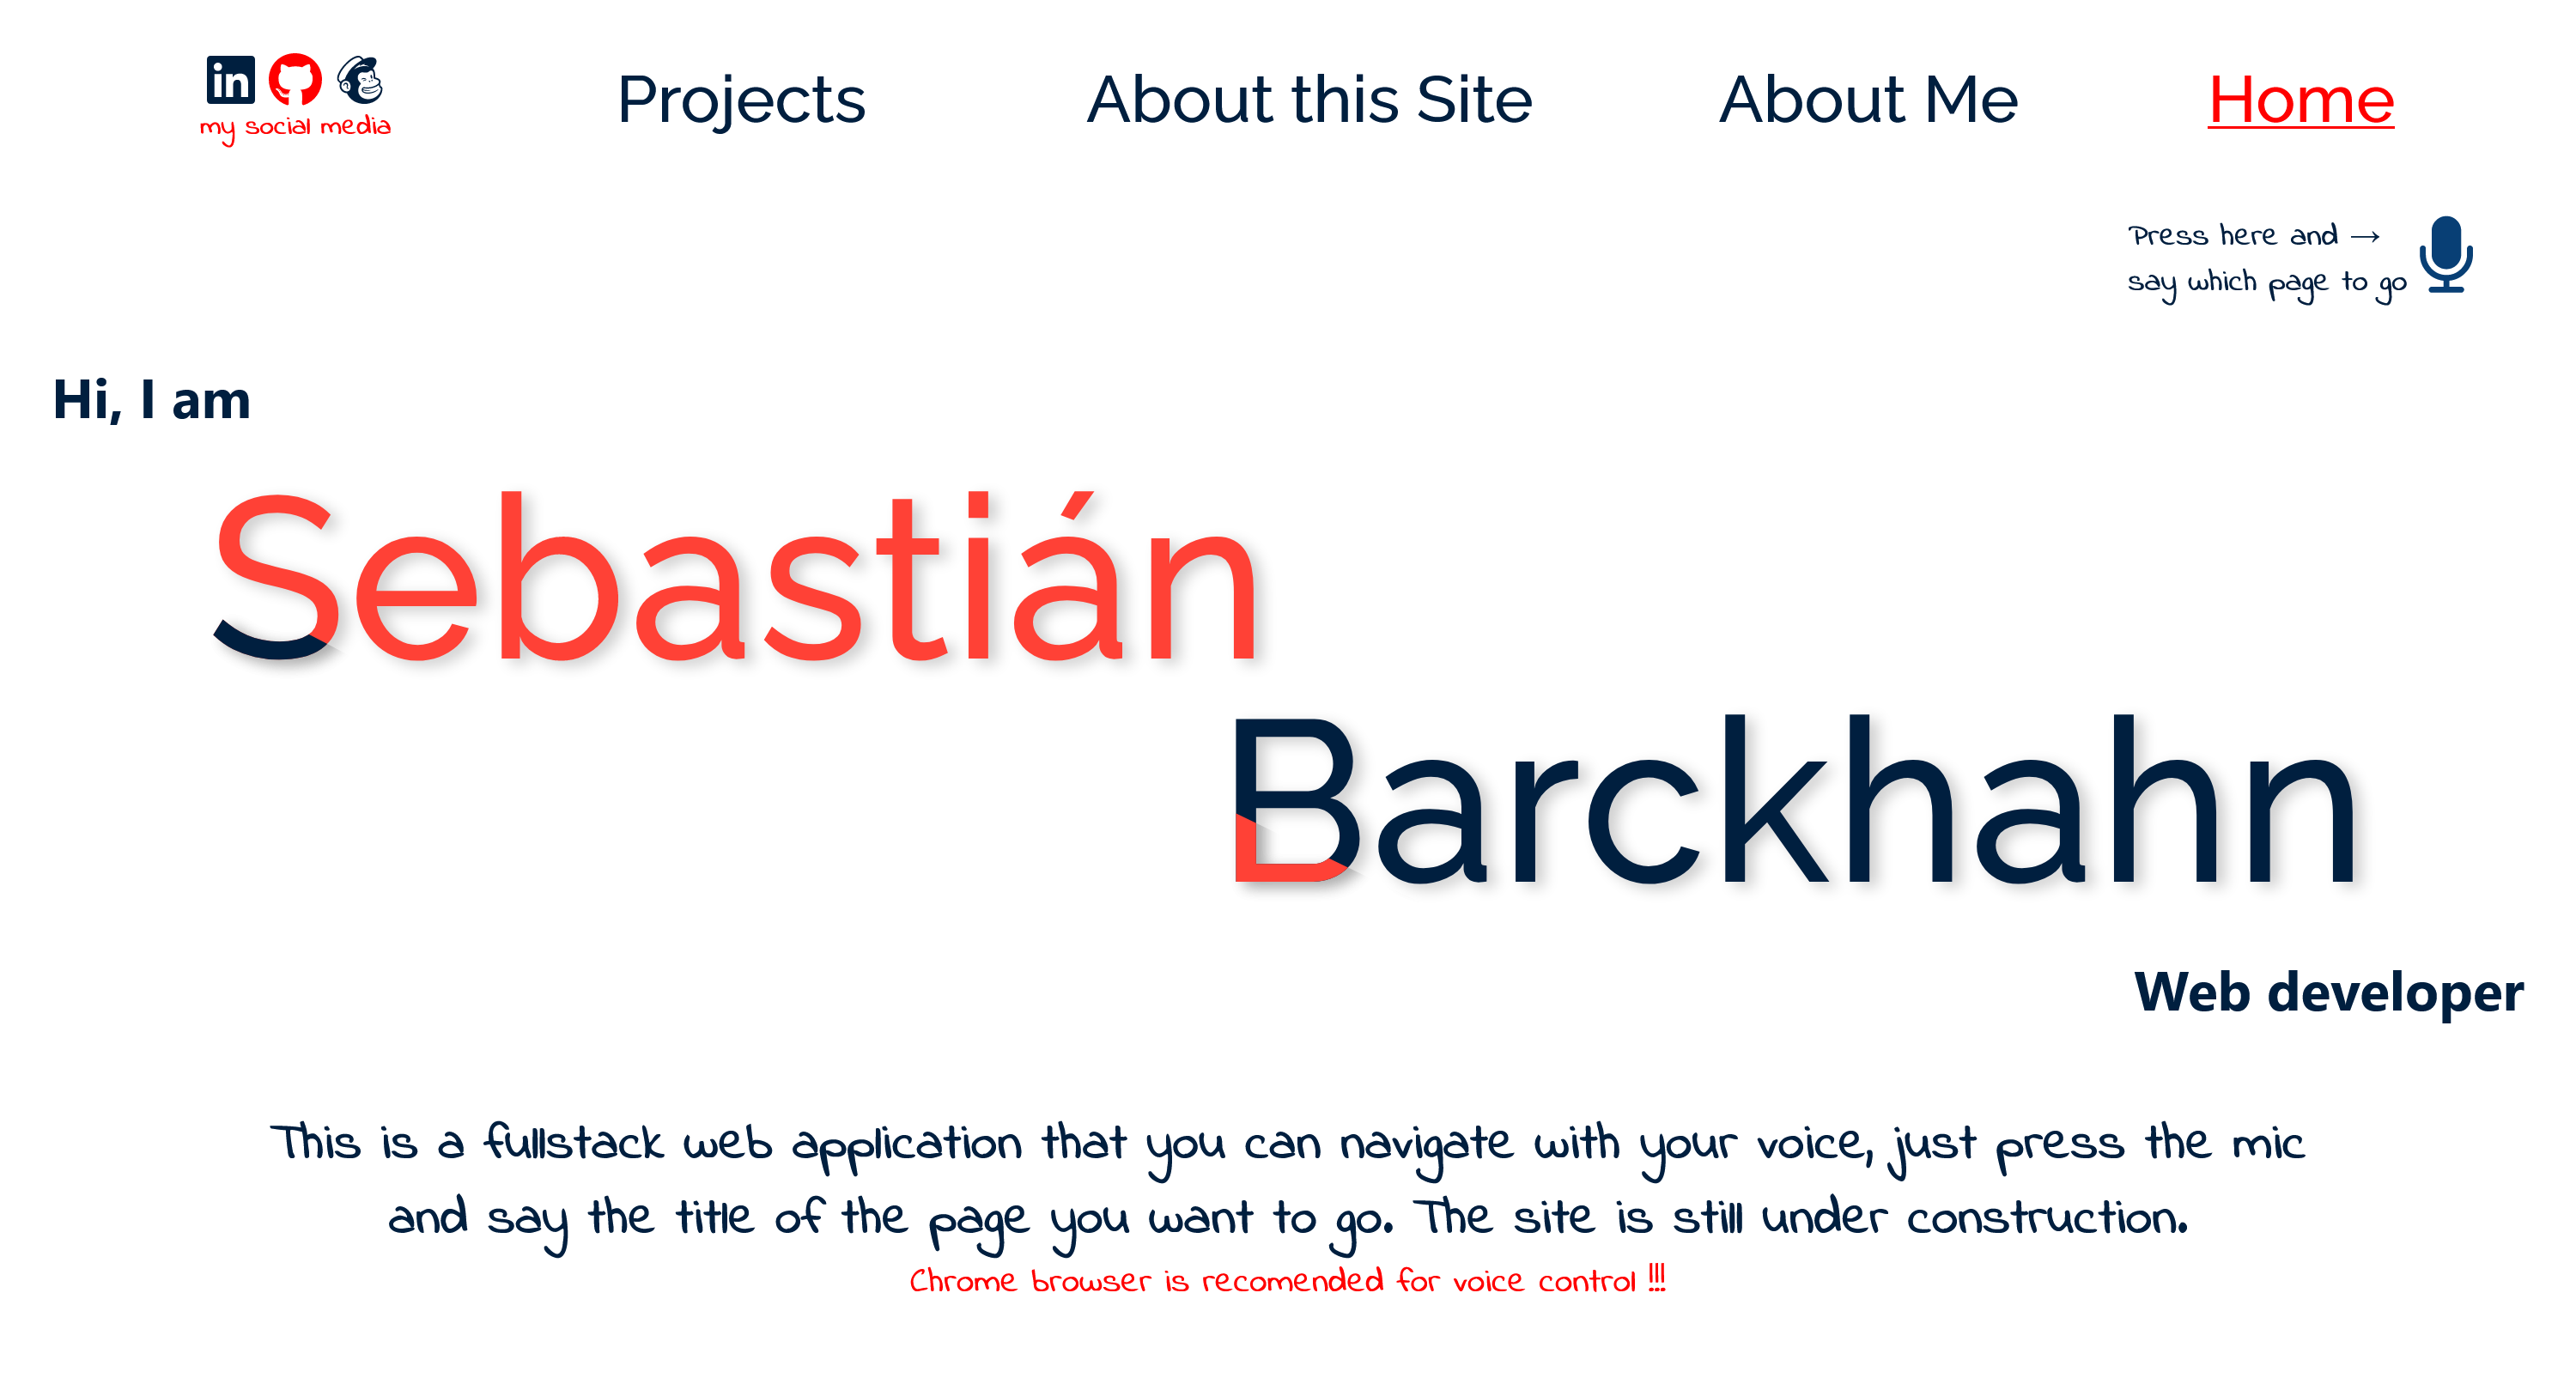 in
my social media
Projects
About this Site
About Me
Home
Press here and →
say which page to go
Hi, I am
Sebastián
Barckhahn
Web developer
This is a fullstack web application that you can navigate with your voice, just press the mic
and say the title of the page you want to go. The site is still under construction.
Chrome browser is recomended for voice control !!!